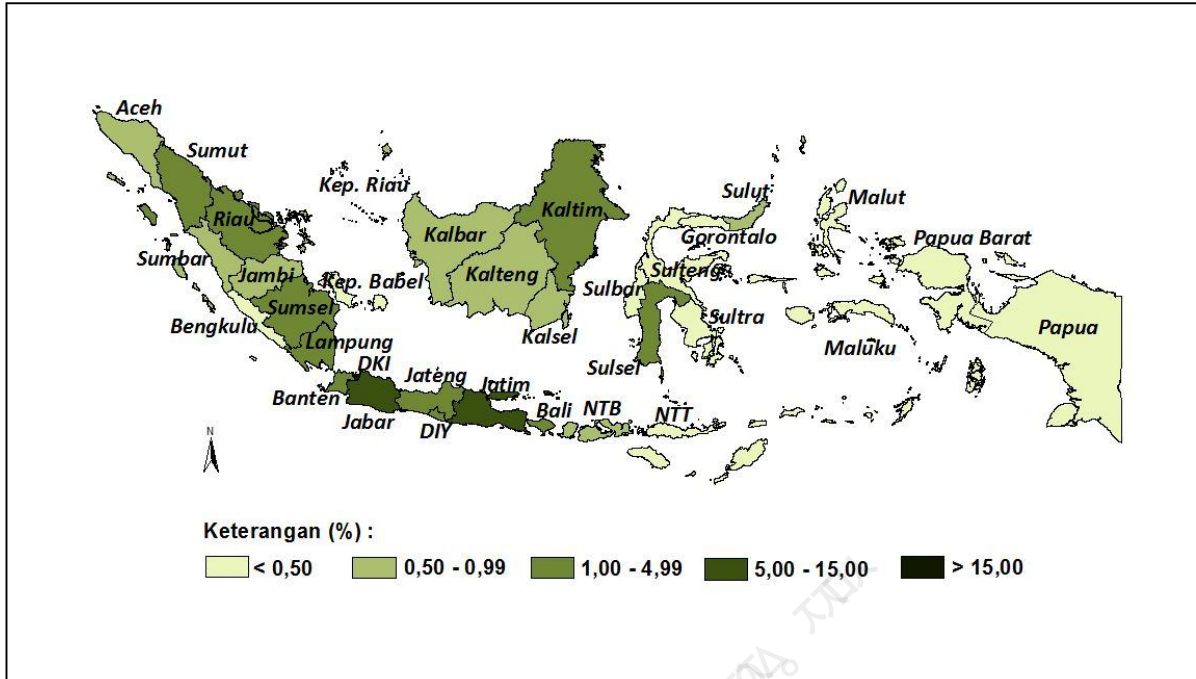 Aceh
Sumut
Kep. Riau
Riau
Sumbar
Jambi
Kep. Babel
Sumsel
Bengkulu
Lampung
DKI
Banten
Jabar
Jateng
DIY
Jatim
Bali
NTB
NTT
Kalbar
Kalteng
Kaltim
Kalsel
Sulut
Gorontalo
Sulteng
Sulbar
Sultra
Sulsel
Malut
Maluku
Papua Barat
Papua
N
Keterangan (%) :
< 0,50 0,50 - 0,99 1,00 - 4,99 5,00 - 15,00 > 15,00